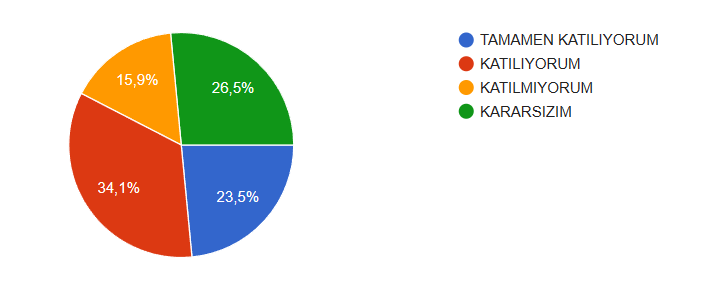 15,9%
26,5%
34,1%
23,5%
TAMAMEN KATILIYORUM
KATILIYORUM
KATILMIYORUM
KARARSIZIM